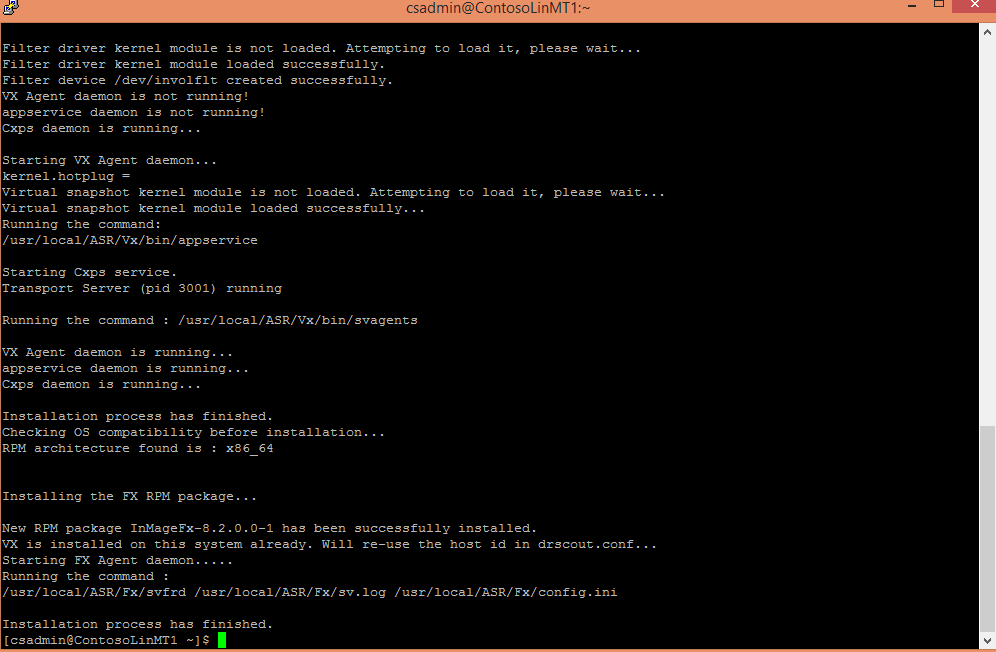 csadmin@ContosoLinMT1:~
Filter driver kernel module is not loaded. Attempting to load it, please wait...
Filter driver kernel module loaded successfully.
Filter device /dev/involflt created successfully.
VX Agent daemon is not running!
appservice daemon is not running!
Cxps daemon is running...
Starting VX Agent daemon...
kernel.hotplug =
Virtual snapshot kernel module is not loaded. Attempting to load it, please wait...
Virtual snapshot kernel module loaded successfully...
Running the command:
/usr/local/ASR/Vx/bin/appservice
Starting Cxps service.
Transport Server (pid 3001) running
Running the command : /usr/local/ASR/Vx/bin/svagents
VX Agent daemon is running...
appservice daemon is running...
Cxps daemon is running...
Installation process has finished.
Checking OS compatibility before installation...
RPM architecture found is : x86_64
Installing the FX RPM package...
New RPM package InMageFx-8.2.0.0-1 has been successfully installed.
VX is installed on this system already. Will re-use the host id in drscout.conf...
Starting FX Agent daemon.....
Running the command :
/usr/local/ASR/Fx/svfrd /usr/local/ASR/Fx/sv.log /usr/local/ASR/Fx/config.ini
Installation process has finished.
[csadmin@ContosoLinMT1 ~]$